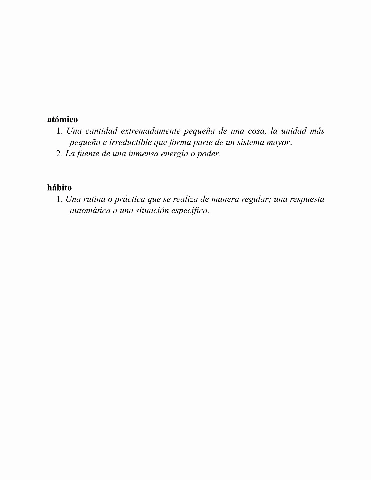 atómico
1. Una cantidad extremadamente pequeña de una cosa; la unidad más
pequeña e irreductible que forma parte de un sistema mayor.
2. La fuente de una inmensa energía o poder.
hábito
1. Una rutina o práctica que se realiza de manera regular; una respuesta
automática a una situación específica.